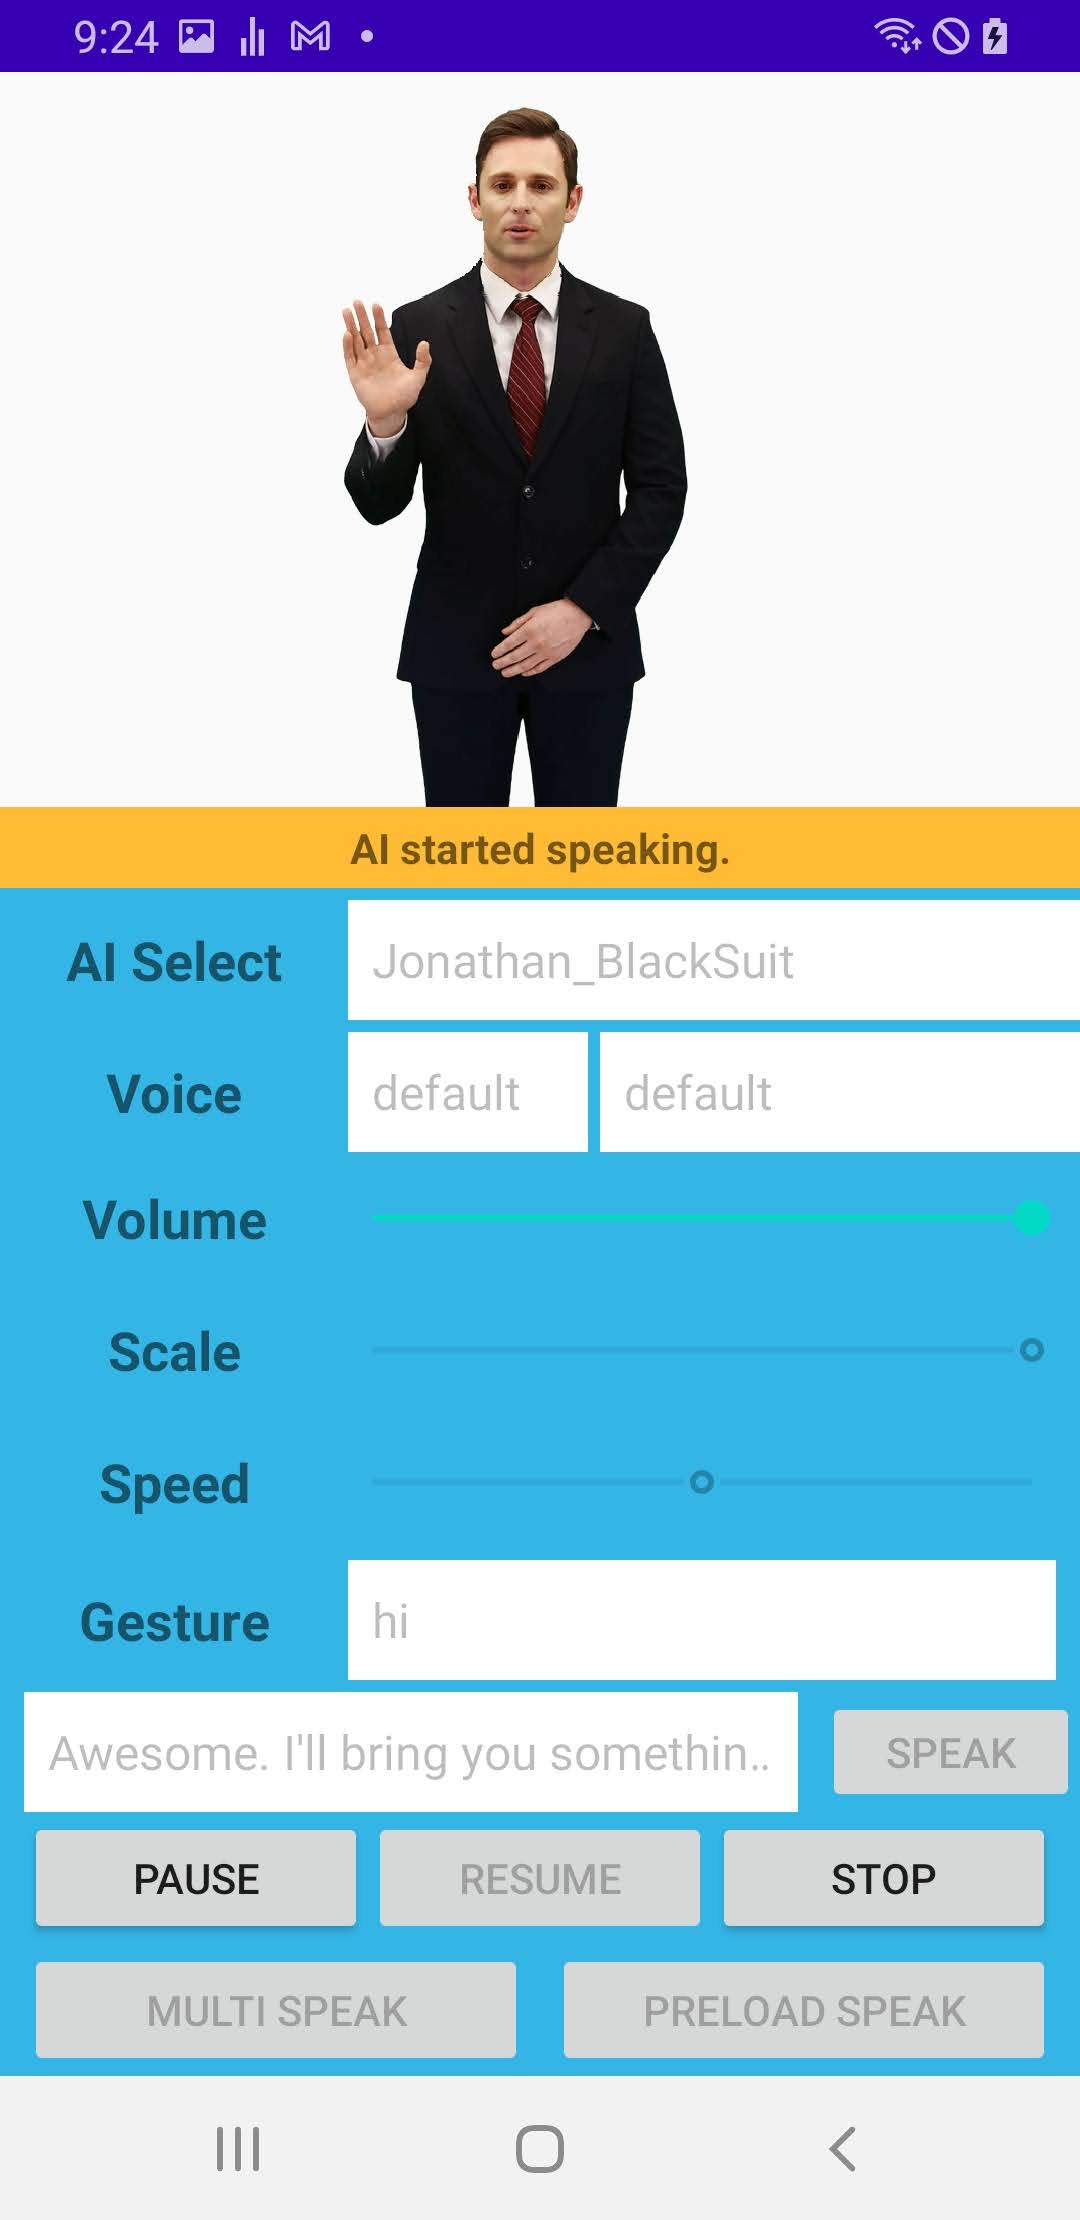 9:24
AI started speaking.
AI Select
Jonathan_BlackSuit
Voice
default
default
Volume
Scale
Speed
Gesture
hi
Awesome. I'll bring you somethin..
SPEAK
PAUSE
RESUME
STOP
MULTI SPEAK
PRELOAD SPEAK